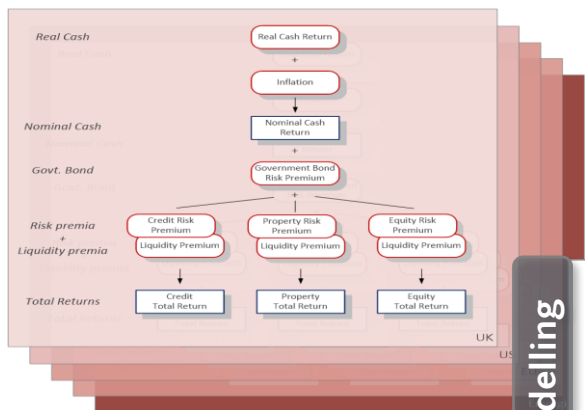 Real Cash
Real Cash Return
+
Inflation
Nominal Cash
Nominal Cash
Return
+
Govt. Bond
Government Bond
Risk Premium
+
Risk premia
+
Liquidity premia
Credit Risk
Premium
Liquidity Premium
Property Risk
Premium
Liquidity Premium
Equity Risk
Premium
Liquidity Premium
Total Returns
Credit
Total Return
Property
Total Return
Equity
Total Return
UK
US
delling